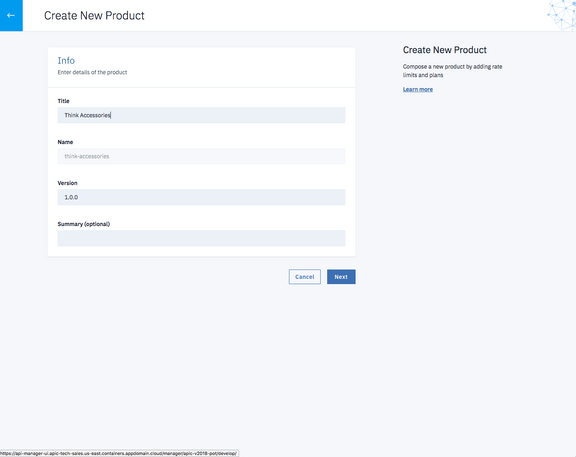 Create New Product
Info
Enter details of the product
Title
Think Accessories
Name
think-accessories
Version
1.0.0
Summary (optional)
Cancel
Next
Create New Product
Compose a new product by adding rate
limits and plans
Learn more
https://api-manager-ui.apic-tech-sales.us-east.containers.appdomain.cloud/manager/apic-v2018-pot/develop/